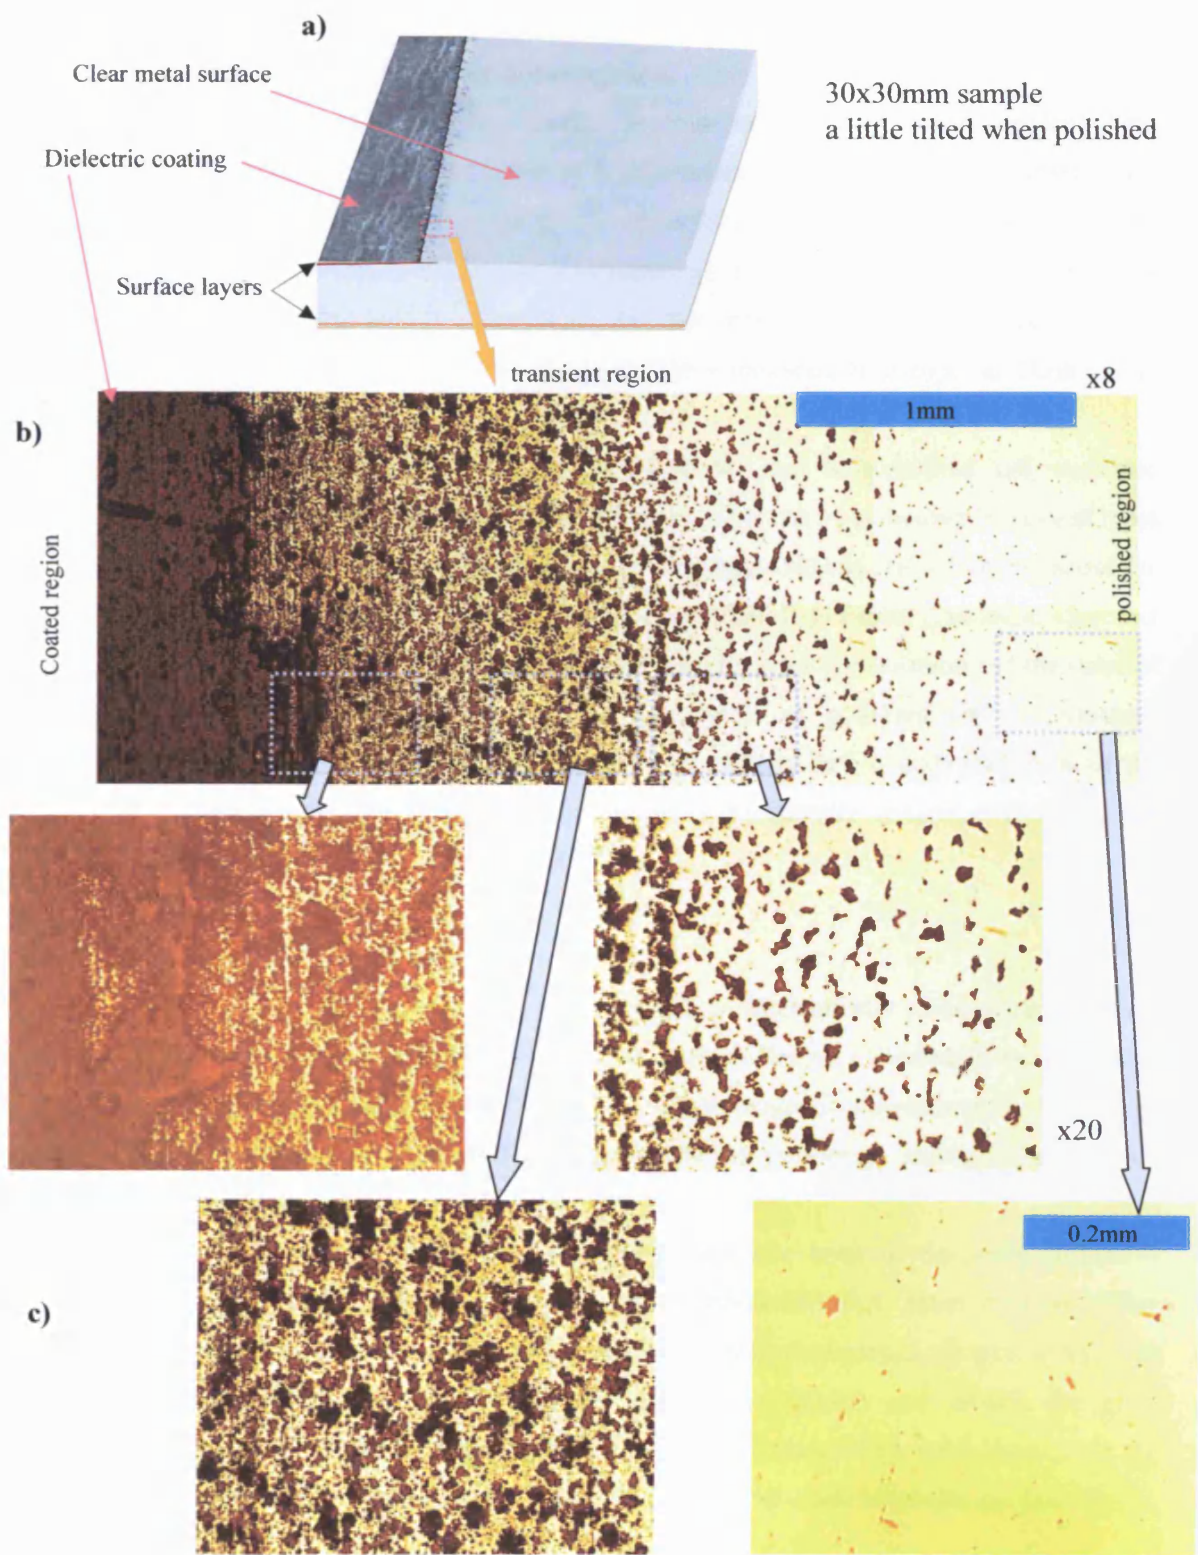 a)
Clear metal surface
30x30mm sample
a little tilted when polished
Dielectric coating
Surface layers
transient region
x8
1mm
b)
Coated region
polished region
x20
0.2mm
c)